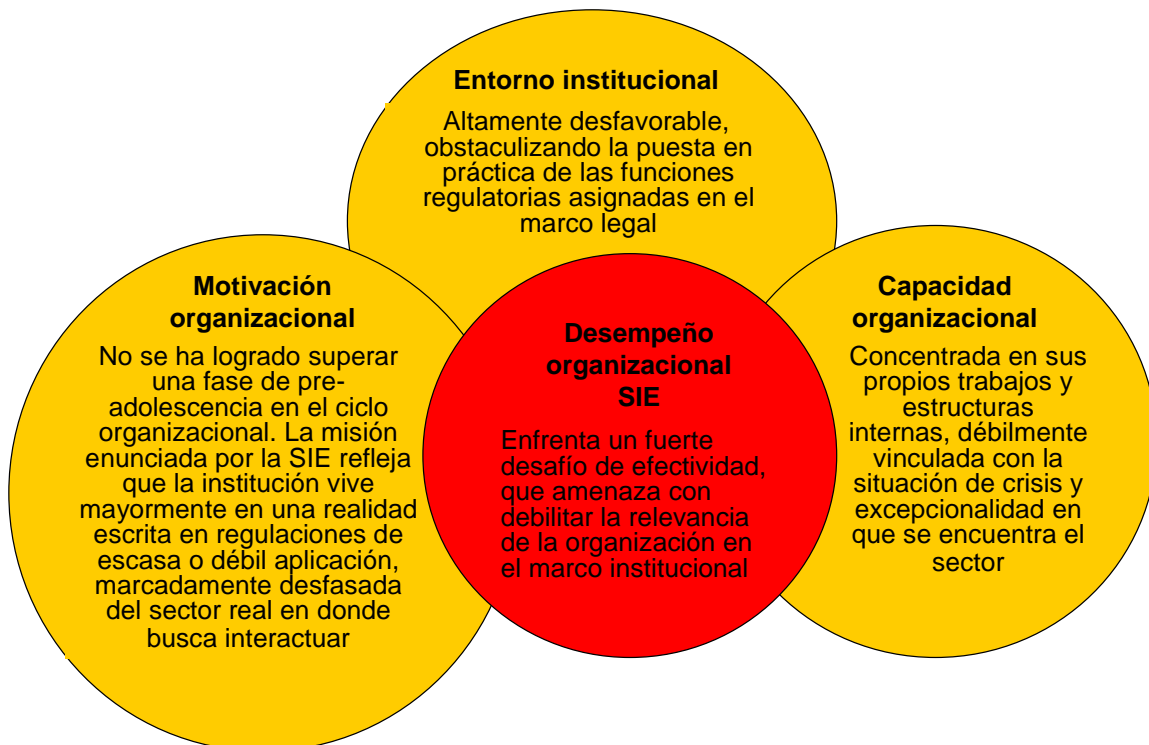 Entorno institucional
Altamente desfavorable,
obstaculizando la puesta en
práctica de las funciones
regulatorias asignadas en el
marco legal
Motivación
organizacional
No se ha logrado superar
una fase de pre-
adolescencia en el ciclo
organizacional. La misión
enunciada por la SIE refleja
que la institución vive
mayormente en una realidad
escrita en regulaciones de
escasa o débil aplicación,
marcadamente desfasada
del sector real en donde
busca interactuar
Desempeño
organizacional
SIE
Enfrenta un fuerte
desafío de efectividad,
que amenaza con
debilitar la relevancia
de la organización en
el marco institucional
Capacidad
organizacional
Concentrada en sus
propios trabajos y
estructuras
internas, débilmente
vinculada con la
situación de crisis y
excepcionalidad en
que se encuentra el
sector